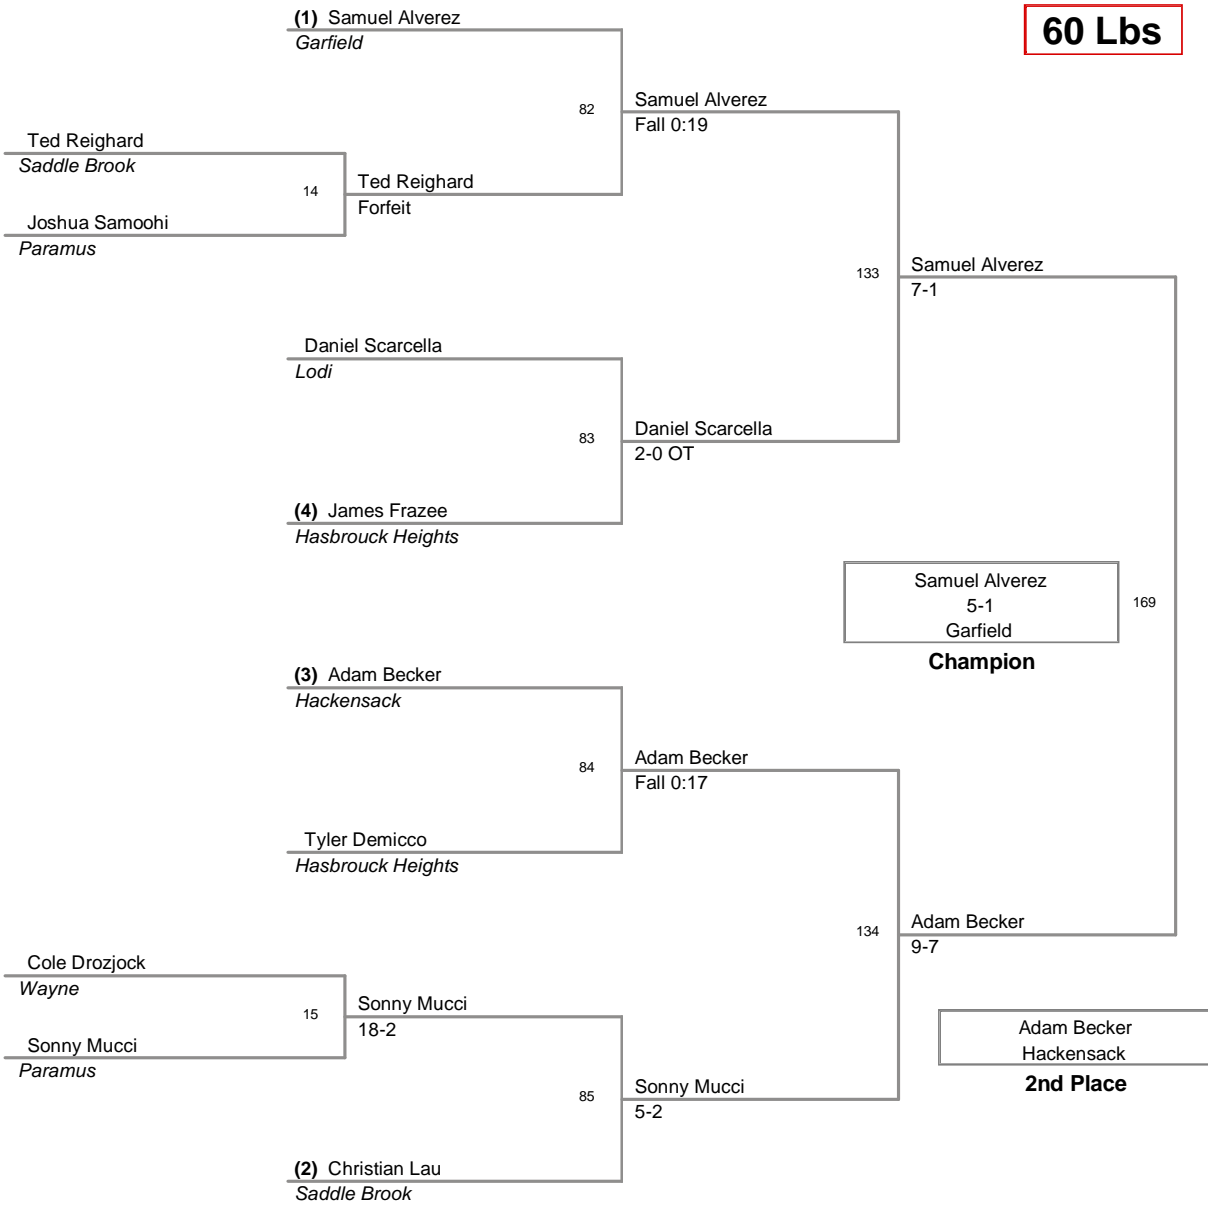 (1) Samuel Alverez
Garfield
60 Lbs
82
Samuel Alverez
Fall 0:19
Ted Reighard
Saddle Brook
14
Ted Reighard
Forfeit
Joshua Samoohi
Paramus
133
Samuel Alverez
7-1
Daniel Scarcella
Lodi
83
Daniel Scarcella
2-0 OT
(4) James Frazee
Hasbrouck Heights
Samuel Alverez
5-1
Garfield
169
Champion
(3) Adam Becker
Hackensack
84
Adam Becker
Fall 0:17
Tyler Demicco
Hasbrouck Heights
134
Adam Becker
9-7
Cole Drozjock
Wayne
15
Sonny Mucci
18-2
Sonny Mucci
Paramus
Adam Becker
Hackensack
2nd Place
85
Sonny Mucci
5-2
(2) Christian Lau
Saddle Brook